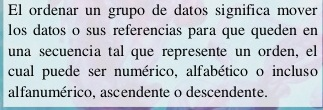 El ordenar un grupo de datos significa mover
los datos o sus referencias para que queden en
una secuencia tal que represente un orden, el
cual puede ser numérico, alfabético o incluso
alfanumérico, ascendente o descendente.